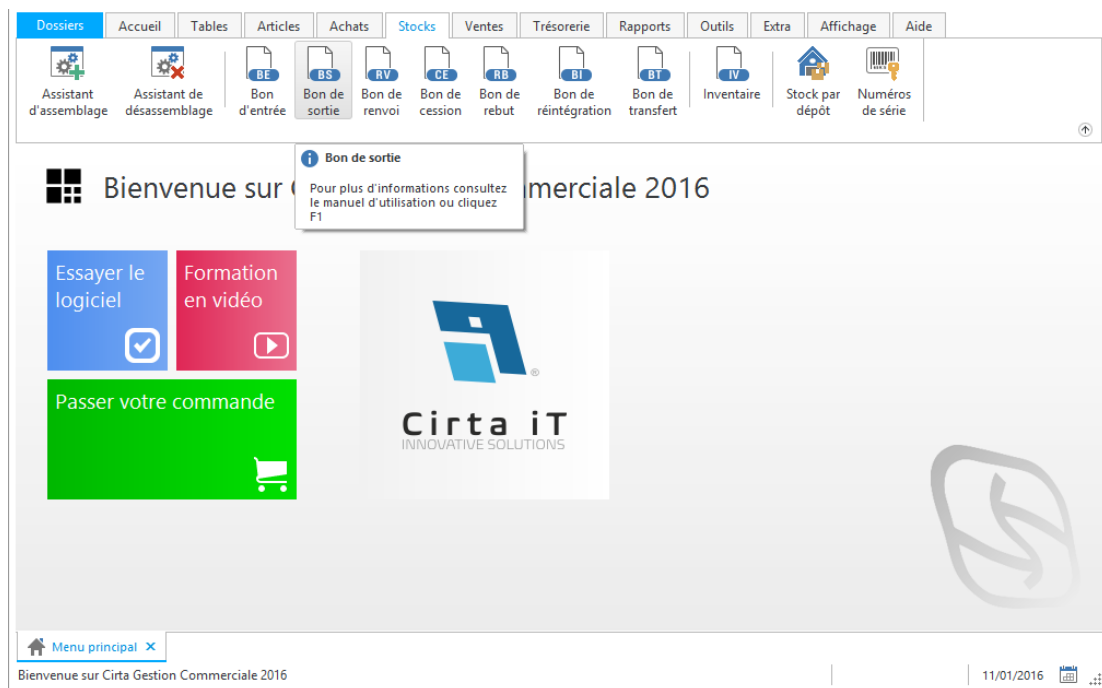 Dossiers Accueil Tables Articles Achats Stocks Ventes Trésorerie Rapports Outils Extra Affichage Aide
BE BS RV CE RB BI BT IV
Assistant Assistant de Bon Bon de Bon de Bon de Bon de Bon de Bon de Inventaire Stock par Numéros
d'assemblage désassemblage d'entrée sortie renvoi cession rebut réintégration transfert dépôt de série
Bon de sortie
Pour plus d'informations consultez
le manuel d'utilisation ou cliquez
F1
Bienvenue sur C mmerciale 2016
Essayer le
logiciel
Formation
en vidéo
Passer votre commande
®
Cirta iT
INNOVATIVE SOLUTIONS
Menu principal
Bienvenue sur Cirta Gestion Commerciale 2016
11/01/2016